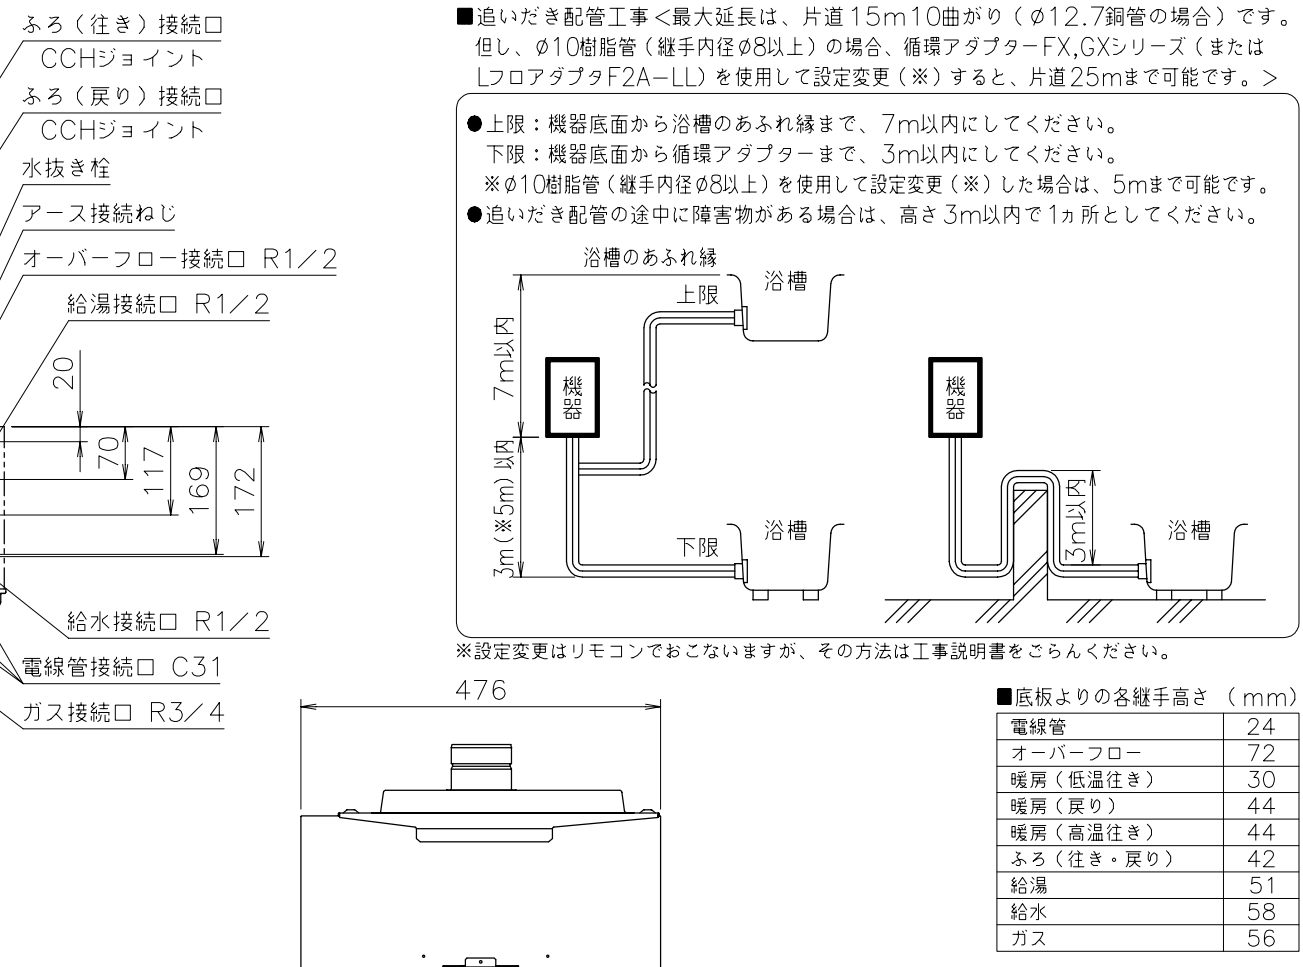 ふろ（往き）接続口
CCHジョイント
ふろ（戻り）接続口
CCHジョイント
水抜き栓
アース接続ねじ
オーバーフロー接続口 R1／2
給湯接続口 R1／2
20
70
117
169
172
給水接続口 R1／2
電線管接続口 C31
ガス接続口 R3／4
■追いだき配管工事＜最大延長は、片道15m10曲がり（φ12.7銅管の場合）です。
但し、φ10樹脂管（継手内径φ8以上）の場合、循環アダプターFX,GXシリーズ（または
LフロアダプタF2A－LL）を使用して設定変更（※）すると、片道25mまで可能です。＞
●上限：機器底面から浴槽のあふれ縁まで、7m以内にしてください。
下限：機器底面から循環アダプターまで、3m以内にしてください。
※φ10樹脂管（継手内径φ8以上）を使用して設定変更（※）した場合は、5mまで可能です。
●追いだき配管の途中に障害物がある場合は、高さ3m以内で1ヵ所としてください。
浴槽のあふれ縁
浴槽
上限
7m以内
機器
3m(※5m)以内
下限
浴槽
機器
3m以内
浴槽
※設定変更はリモコンでおこないますが、その方法は工事説明書をごらんください。
476
■底板よりの各継手高さ （mm）
電線管 24
オーバーフロー 72
暖房（低温往き） 30
暖房（戻り） 44
暖房（高温往き） 44
ふろ（往き・戻り） 42
給湯 51
給水 58
ガス 56